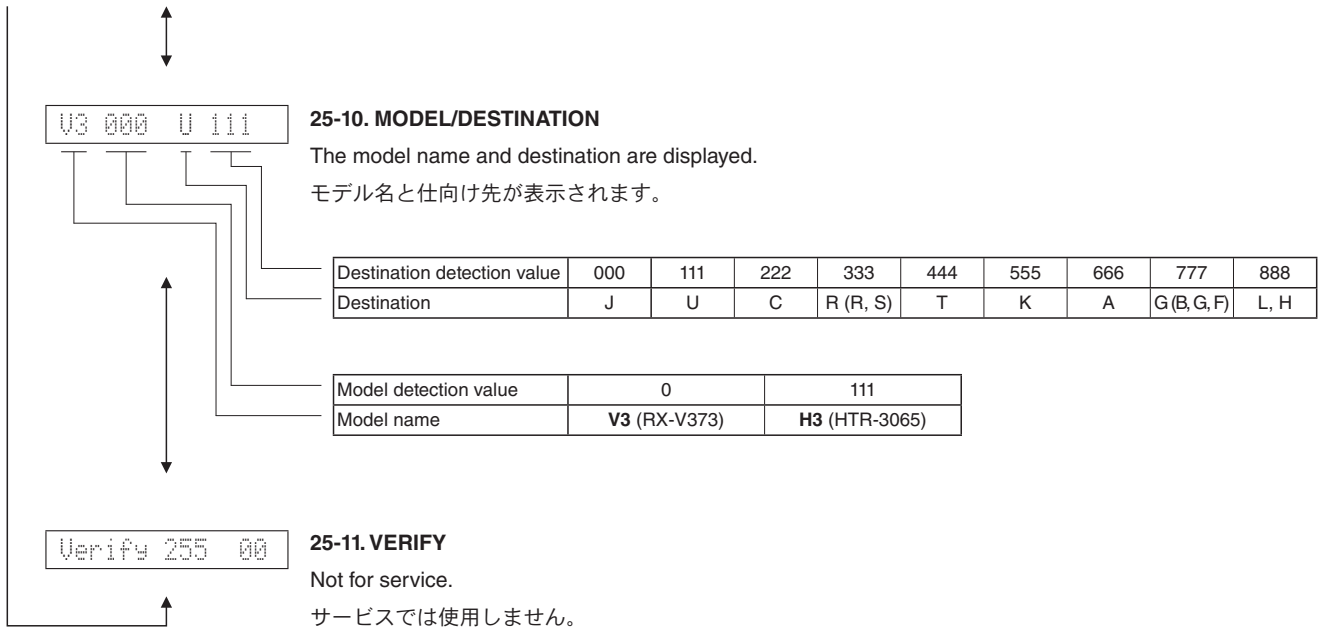 V3 000 U 111
25-10. MODEL/DESTINATION
The model name and destination are displayed.
モデル名と仕向け先が表示されます。
Destination detection value 000 111 222 333 444 555 666 777 888
Destination J U C R (R, S) T K A G (B, G, F) L, H
Model detection value 0 111
Model name V3 (RX-V373) H3 (HTR-3065)
Verify 255 00
25-11. VERIFY
Not for service.
サービスでは使用しません。